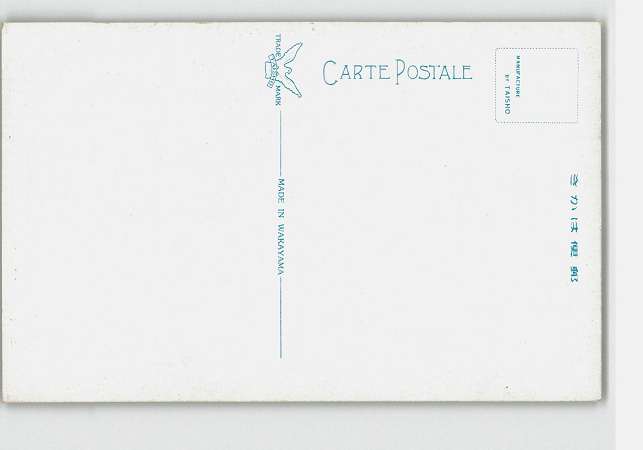 TRADE MARK
CARTE POSTALE
MANUFACTURE
BY TAISHO
MADE IN WAKAYAMA
きかは便郵